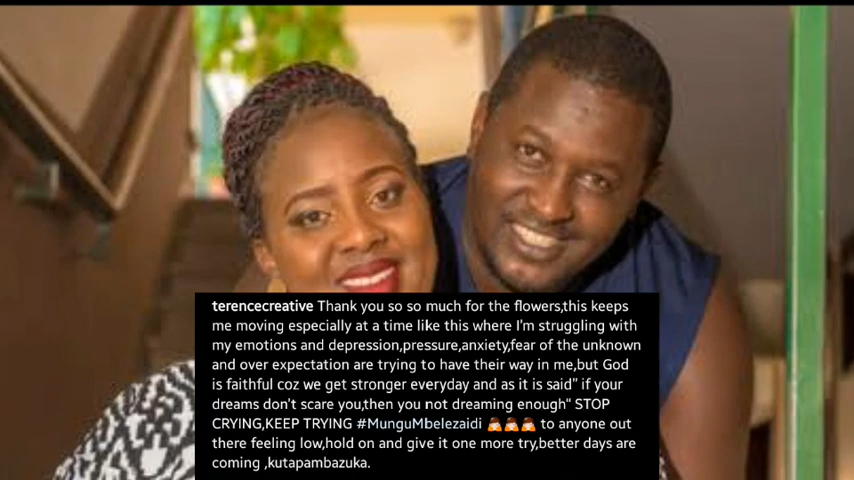 terencecreative Thank you so so much for the flowers,this keeps
me moving especially at a time like this where I'm struggling with
my emotions and depression,pressure,anxiety,fear of the unknown
and over expectation are trying to have their way in me,but God
is faithful coz we get stronger everyday and as it is said" if your
dreams don't scare you,then you not dreaming enough" STOP
CRYING,KEEP TRYING #MunguMbelezaidi 🙏🙏🙏 to anyone out
there feeling low,hold on and give it one more try,better days are
coming ,kutapambazuka.